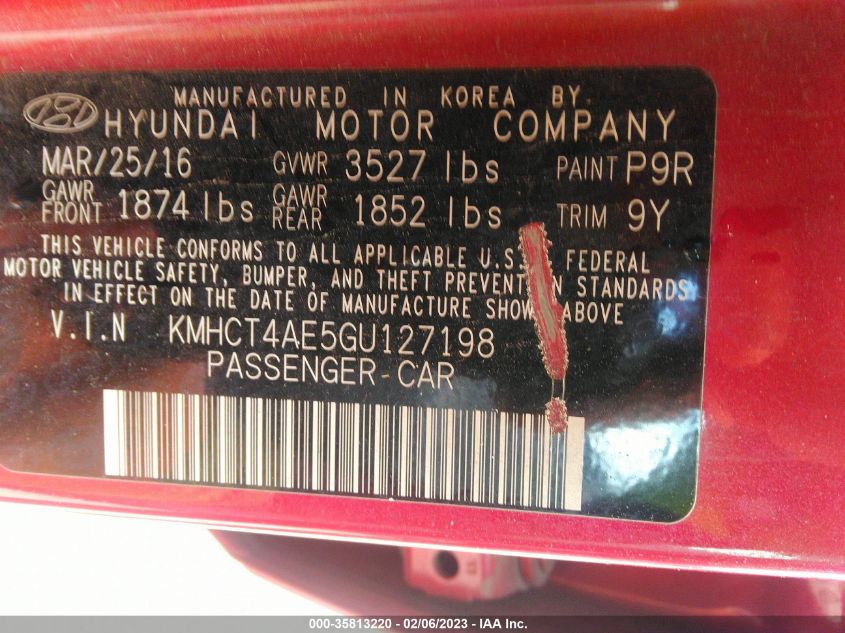 MANUFACTURED IN KOREA BY.
HYUNDAI MOTOR COMPANY
MAR/25/16 GVWR 3527 lbs PAINT P9R
GAWR FRONT 1874 lbs GAWR REAR 1852 lbs TRIM 9Y
THIS VEHICLE CONFORMS TO ALL APPLICABLE U.S. FEDERAL
MOTOR VEHICLE SAFETY, BUMPER, AND THEFT PREVENTION STANDARDS
IN EFFECT ON THE DATE OF MANUFACTURE SHOWN ABOVE
V.I.N KMHCT4AE5GU127198
PASSENGER CAR
000-35813220 - 02/06/2023 - IAA Inc.